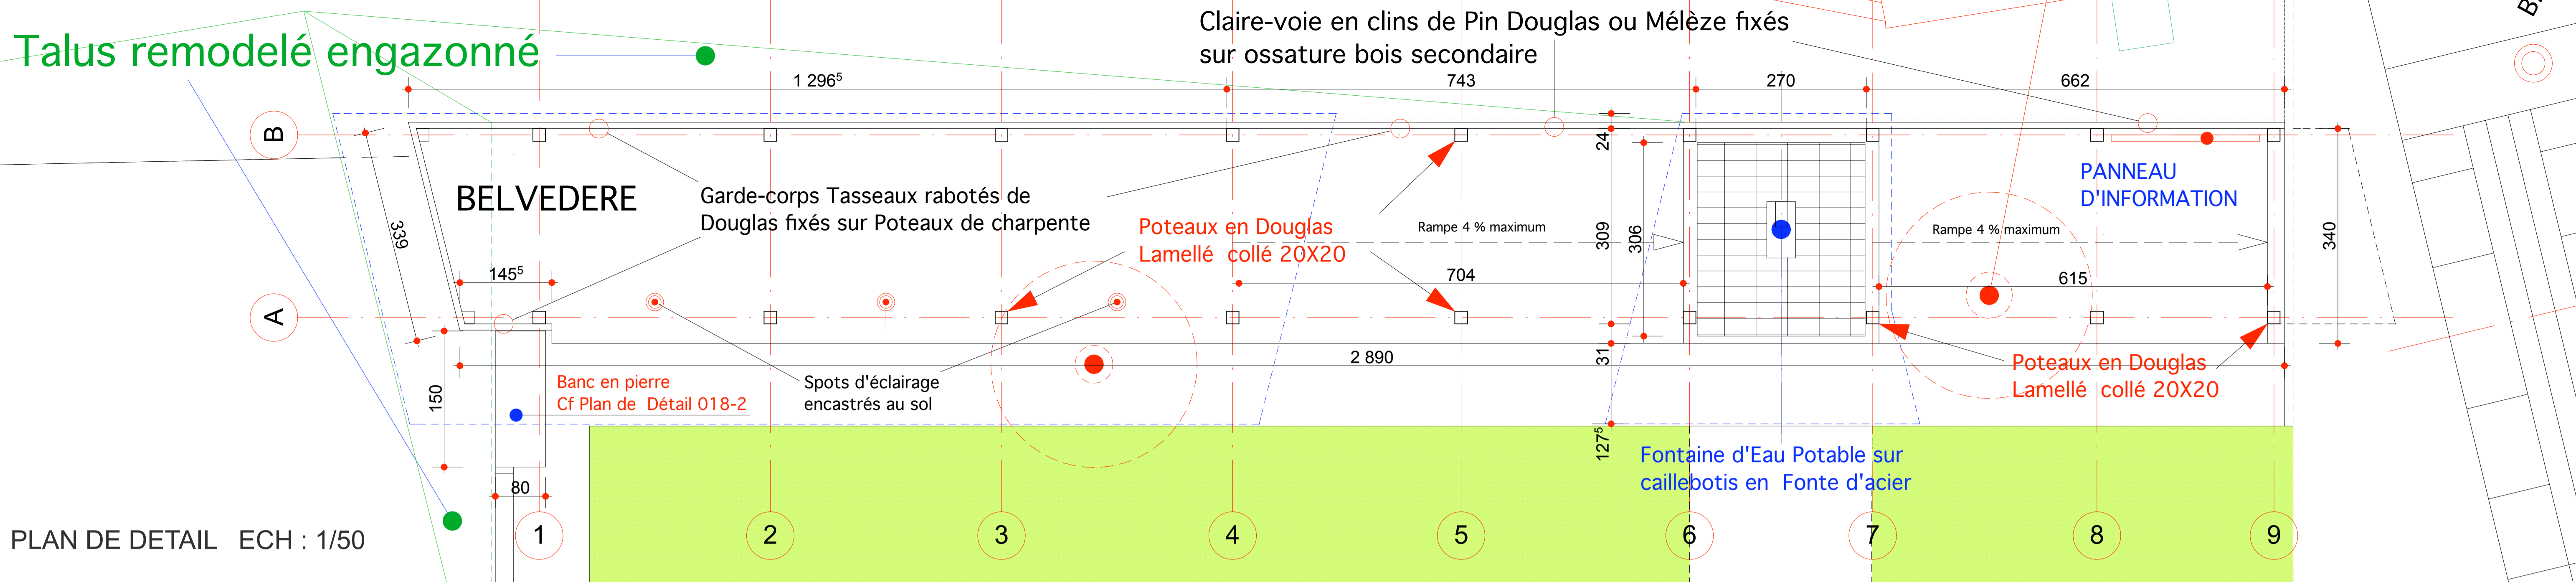 Claire-voie en clins de Pin Douglas ou Mélèze fixés
sur ossature bois secondaire
Talus remodelé engazonné
1 296⁵
743
270
662
B
24
BELVEDERE
Garde-corps Tasseaux rabotés de
Douglas fixés sur Poteaux de charpente
339
Poteaux en Douglas
Lamellé collé 20X20
Rampe 4 % maximum
309
306
Rampe 4 % maximum
PANNEAU
D'INFORMATION
340
145⁵
704
615
A
2 890
31
150
Banc en pierre
Cf Plan de Détail 018-2
Spots d'éclairage
encastrés au sol
Poteaux en Douglas
Lamellé collé 20X20
127⁵
Fontaine d'Eau Potable sur
caillebotis en Fonte d'acier
80
PLAN DE DETAIL ECH : 1/50
1
2
3
4
5
6
7
8
9